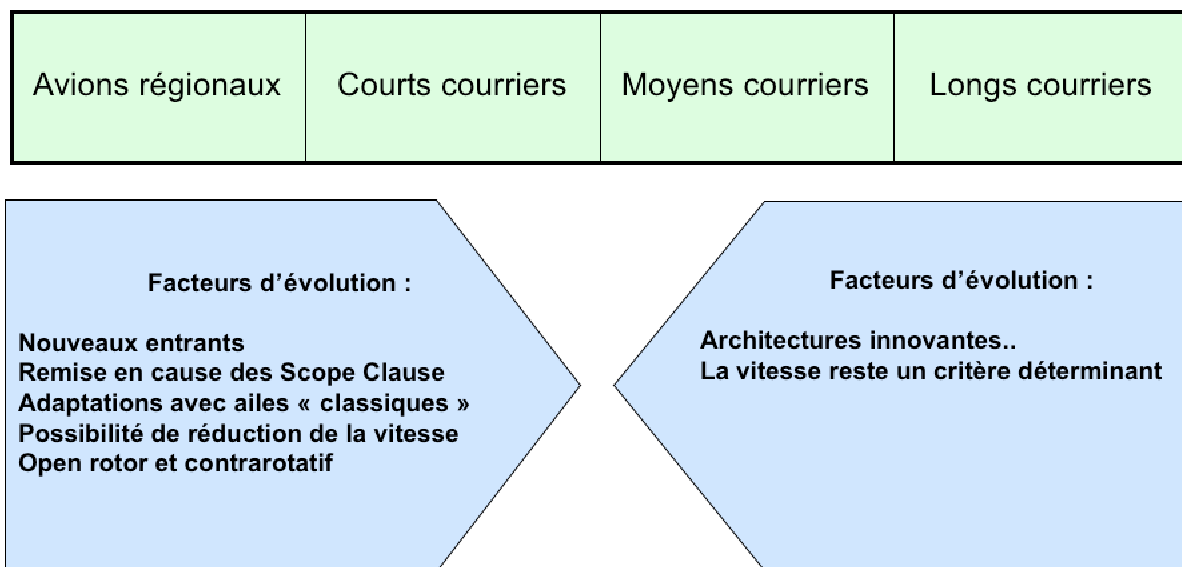 Avions régionaux
Courts courriers
Moyens courriers
Longs courriers
Facteurs d’évolution :
Nouveaux entrants
Remise en cause des Scope Clause
Adaptations avec ailes « classiques »
Possibilité de réduction de la vitesse
Open rotor et contrarotatif
Facteurs d’évolution :
Architectures innovantes..
La vitesse reste un critère déterminant